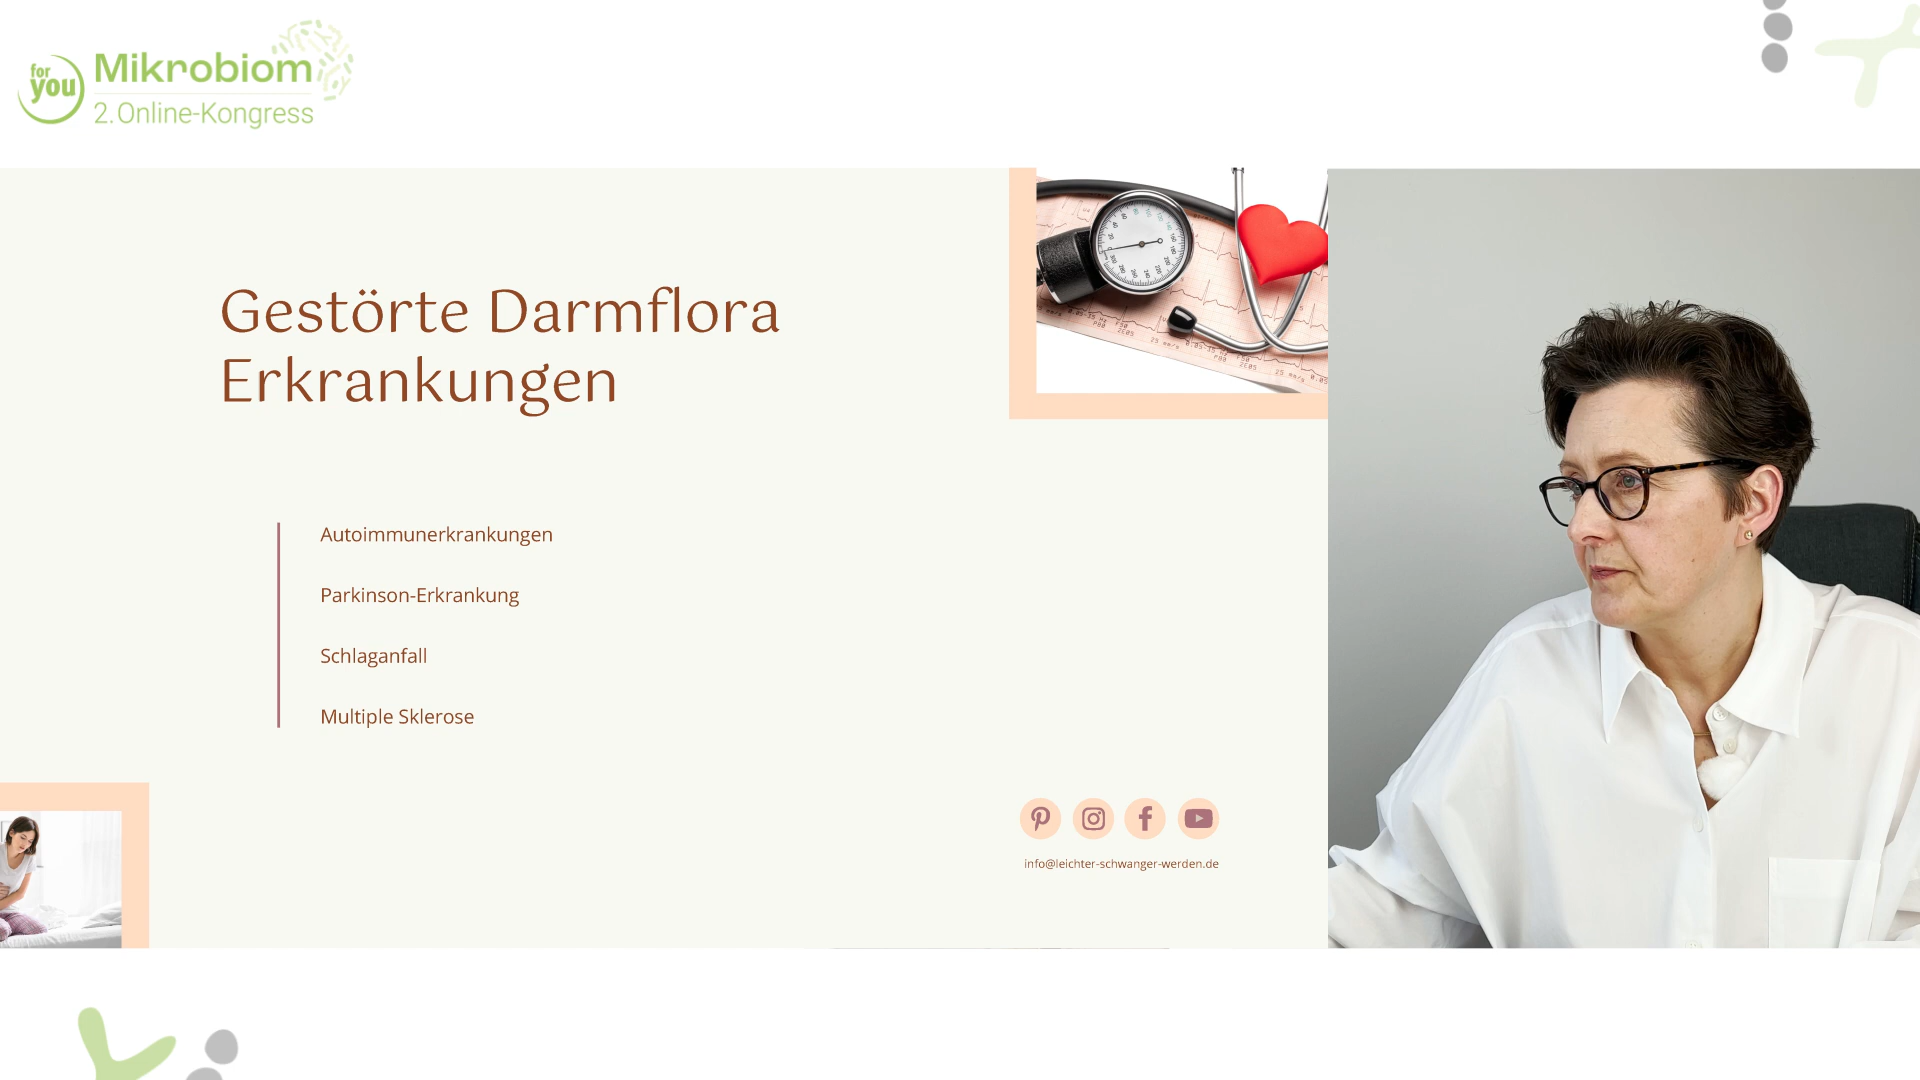 for
you
Mikrobiom
2. Online-Kongress
Gestörte Darmflora
Erkrankungen
Autoimmunerkrankungen
Parkinson-Erkrankung
Schlaganfall
Multiple Sklerose
info@leichter-schwanger-werden.de